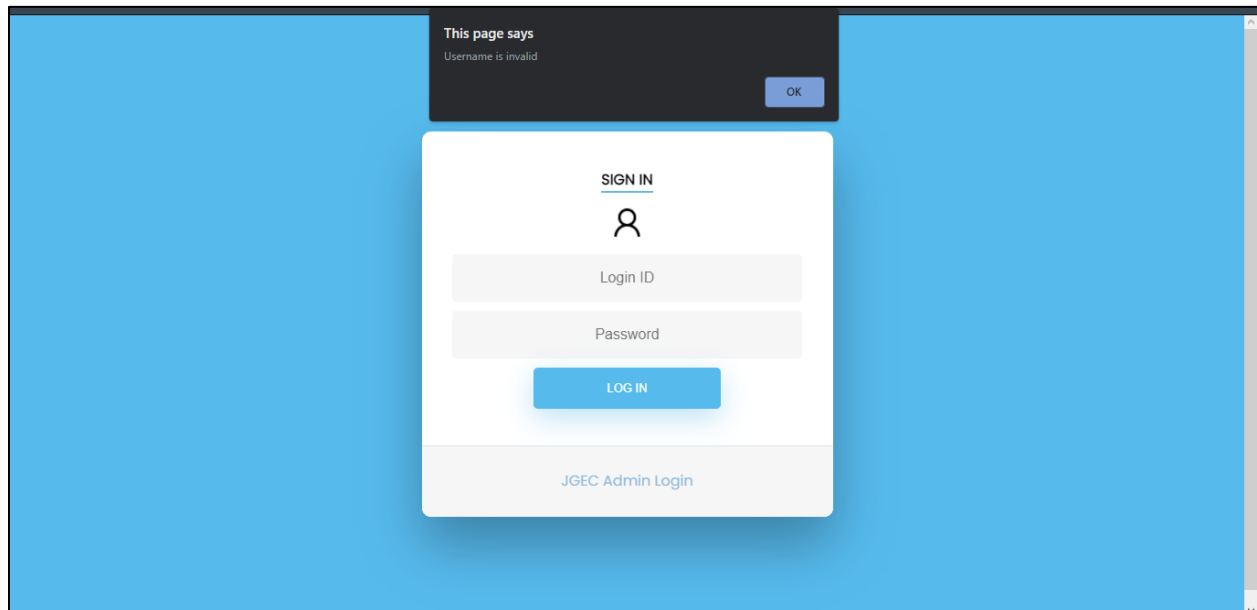 This page says
Username is invalid
OK
SIGN IN
Login ID
Password
LOG IN
JGEC Admin Login